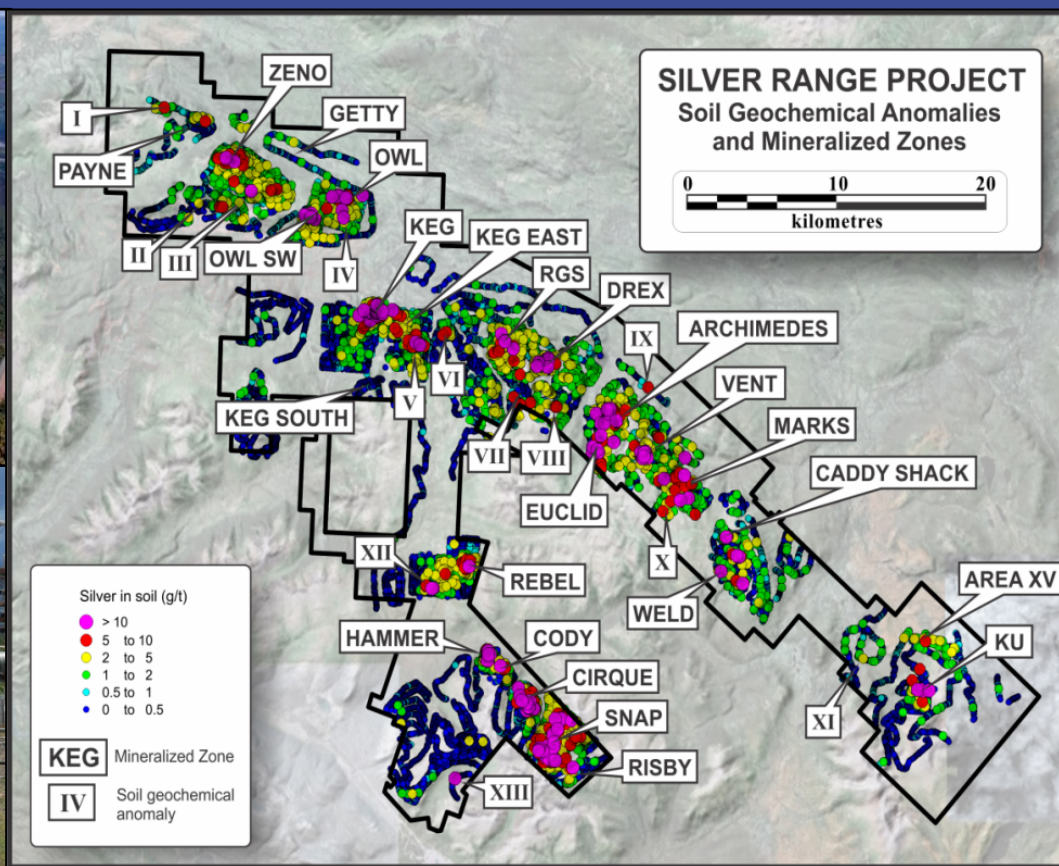 SILVER RANGE PROJECT
Soil Geochemical Anomalies
and Mineralized Zones
0 10 20
kilometres
ZENO
I
GETTY
PAYNE
OWL
II
III
OWL SW
IV
KEG
KEG EAST
RGS
DREX
ARCHIMEDES
IX
VENT
KEG SOUTH
V
VI
VII
VIII
MARKS
EUCLID
CADDY SHACK
X
XII
REBEL
WELD
AREA XV
HAMMER
CODY
KU
CIRQUE
SNAP
XI
RISBY
XIII
Silver in soil (g/t)
> 10
5 to 10
2 to 5
1 to 2
0.5 to 1
0 to 0.5
KEG Mineralized Zone
IV Soil geochemical
anomaly